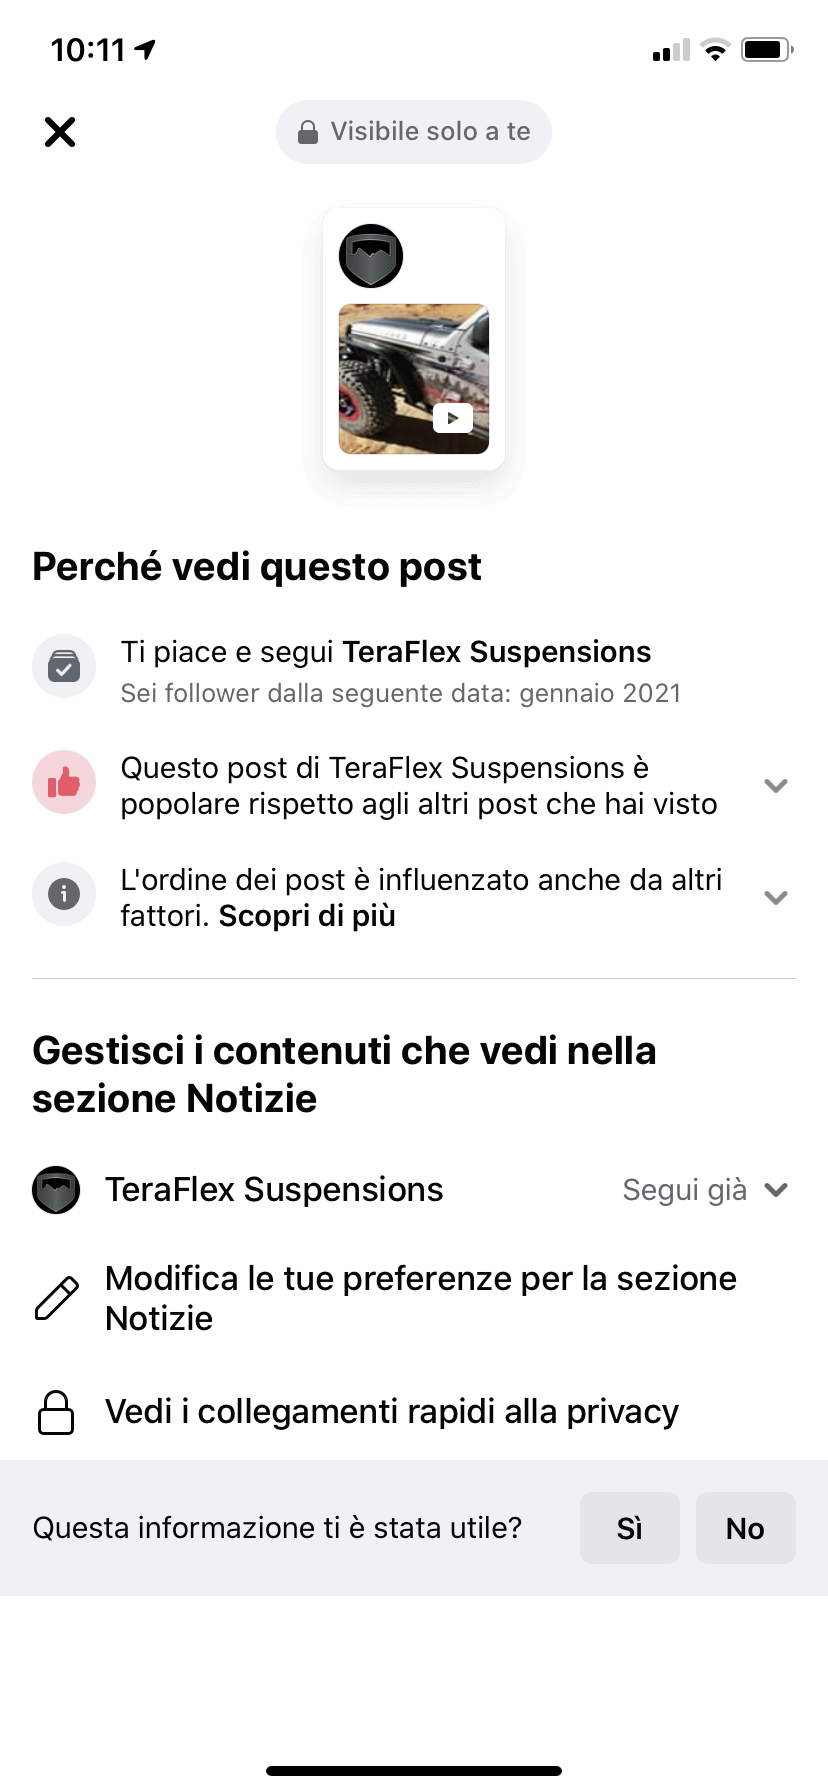 10:11
Visibile solo a te
Perché vedi questo post
Ti piace e segui TeraFlex Suspensions
Sei follower dalla seguente data: gennaio 2021
Questo post di TeraFlex Suspensions è
popolare rispetto agli altri post che hai visto
L'ordine dei post è influenzato anche da altri
fattori. Scopri di più
Gestisci i contenuti che vedi nella
sezione Notizie
TeraFlex Suspensions
Segui già
Modifica le tue preferenze per la sezione
Notizie
Vedi i collegamenti rapidi alla privacy
Questa informazione ti è stata utile?
Sì
No